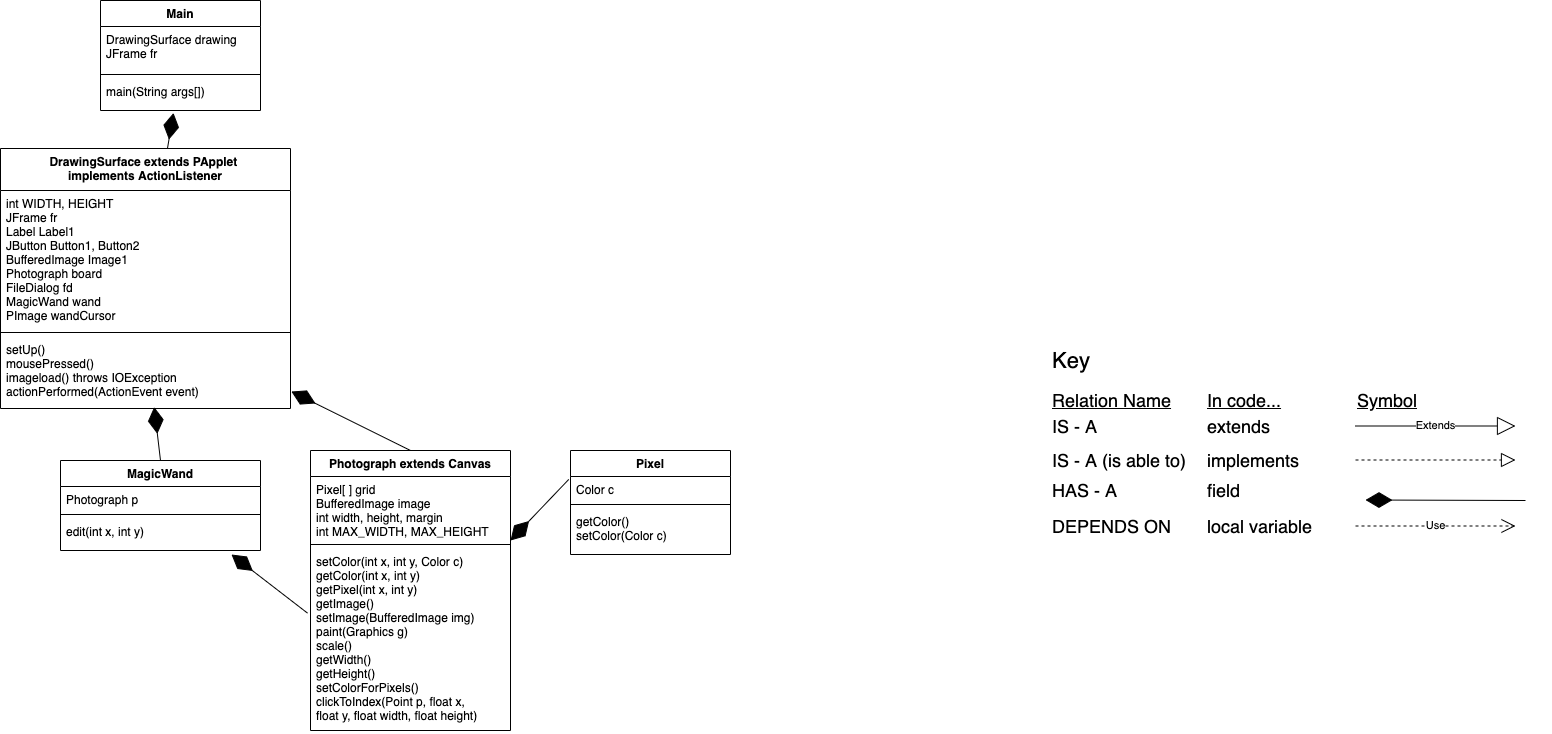 Main
DrawingSurface drawing
JFrame fr
main(String args[])
DrawingSurface extends PApplet
implements ActionListener
int WIDTH, HEIGHT
JFrame fr
Label Label1
JButton Button1, Button2
BufferedImage Image1
Photograph board
FileDialog fd
MagicWand wand
PImage wandCursor
setUp()
mousePressed()
imageload() throws IOException
actionPerformed(ActionEvent event)
MagicWand
Photograph p
edit(int x, int y)
Photograph extends Canvas
Pixel[ ] grid
BufferedImage image
int width, height, margin
int MAX_WIDTH, MAX_HEIGHT
setColor(int x, int y, Color c)
getColor(int x, int y)
getPixel(int x, int y)
getImage()
setImage(BufferedImage img)
paint(Graphics g)
scale()
getWidth()
getHeight()
setColorForPixels()
clickToIndex(Point p, float x,
float y, float width, float height)
Pixel
Color c
getColor()
setColor(Color c)
Key
Relation Name In code... Symbol
IS - A extends Extends
IS - A (is able to) implements
HAS - A field
DEPENDS ON local variable Use